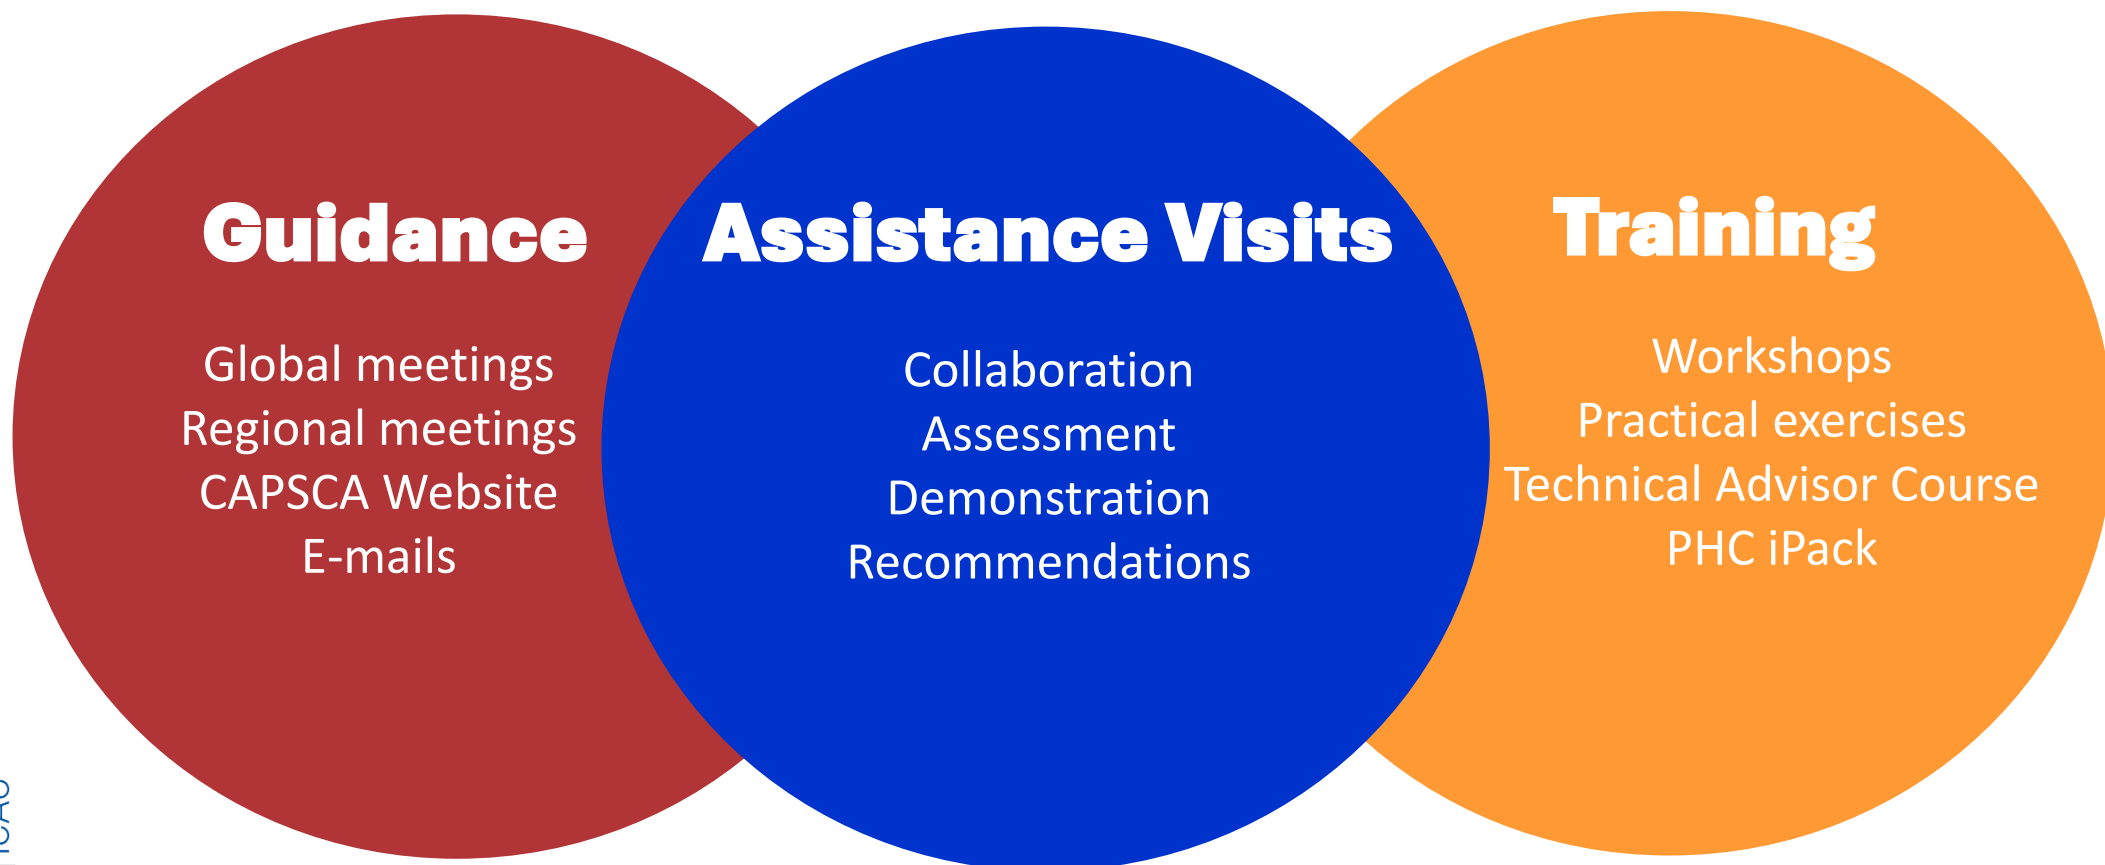 Guidance
Global meetings
Regional meetings
CAPSCA Website
E-mails
Assistance Visits
Collaboration
Assessment
Demonstration
Recommendations
Training
Workshops
Practical exercises
Technical Advisor Course
PHC iPack
ICAO